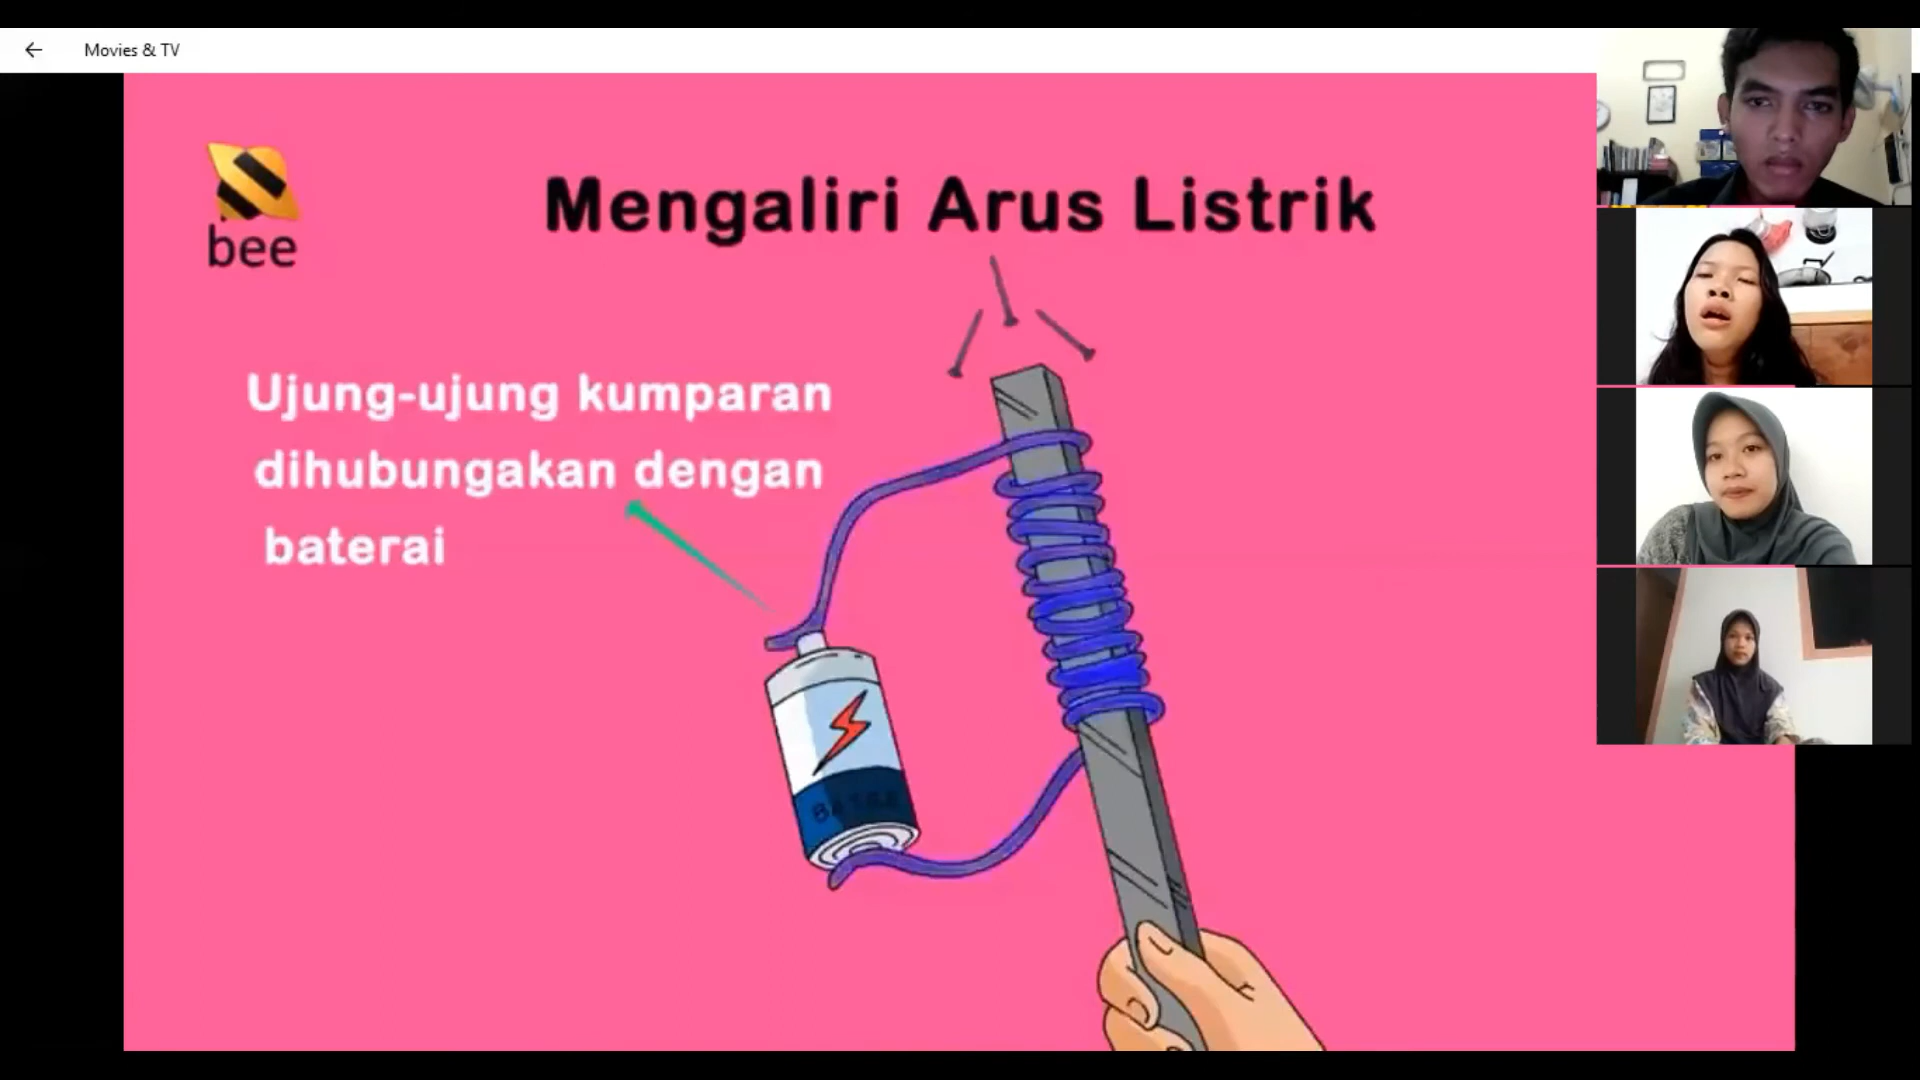 Movies & TV
bee
Mengaliri Arus Listrik
Ujung-ujung kumparan
dihubungakan dengan
baterai